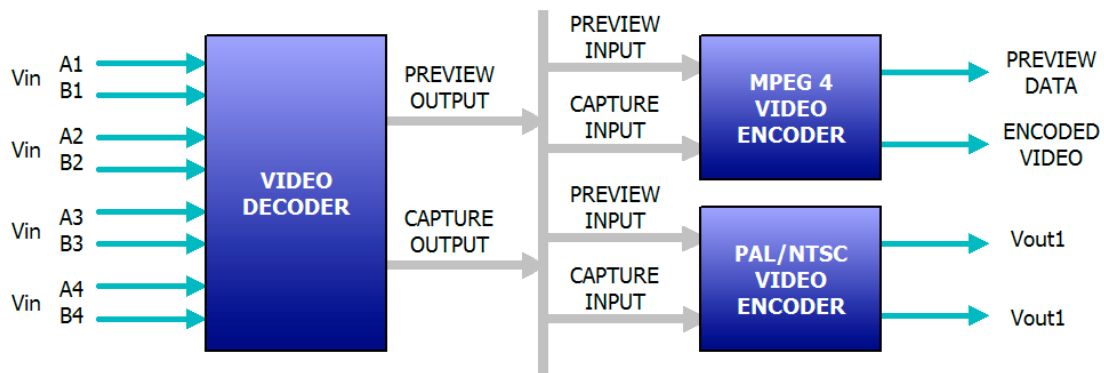 Vin
A1
B1
Vin
A2
B2
Vin
A3
B3
Vin
A4
B4
VIDEO
DECODER
PREVIEW
OUTPUT
CAPTURE
OUTPUT
PREVIEW
INPUT
CAPTURE
INPUT
PREVIEW
INPUT
CAPTURE
INPUT
MPEG 4
VIDEO
ENCODER
PAL/NTSC
VIDEO
ENCODER
PREVIEW
DATA
ENCODED
VIDEO
Vout1
Vout1